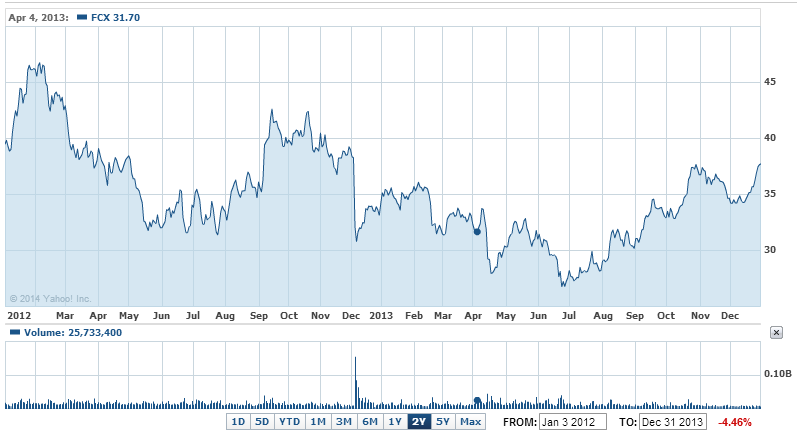 Apr 4, 2013: FCX 31.70
45
40
35
30
© 2014 Yahoo! Inc.
2012 Mar Apr May Jun Jul Aug Sep Oct Nov Dec 2013 Feb Mar Apr May Jun Jul Aug Sep Oct Nov Dec
Volume: 25,733,400
0.10B
1D 5D YTD 1M 3M 6M 1Y 2Y 5Y Max FROM: Jan 3 2012 TO: Dec 31 2013 -4.46%